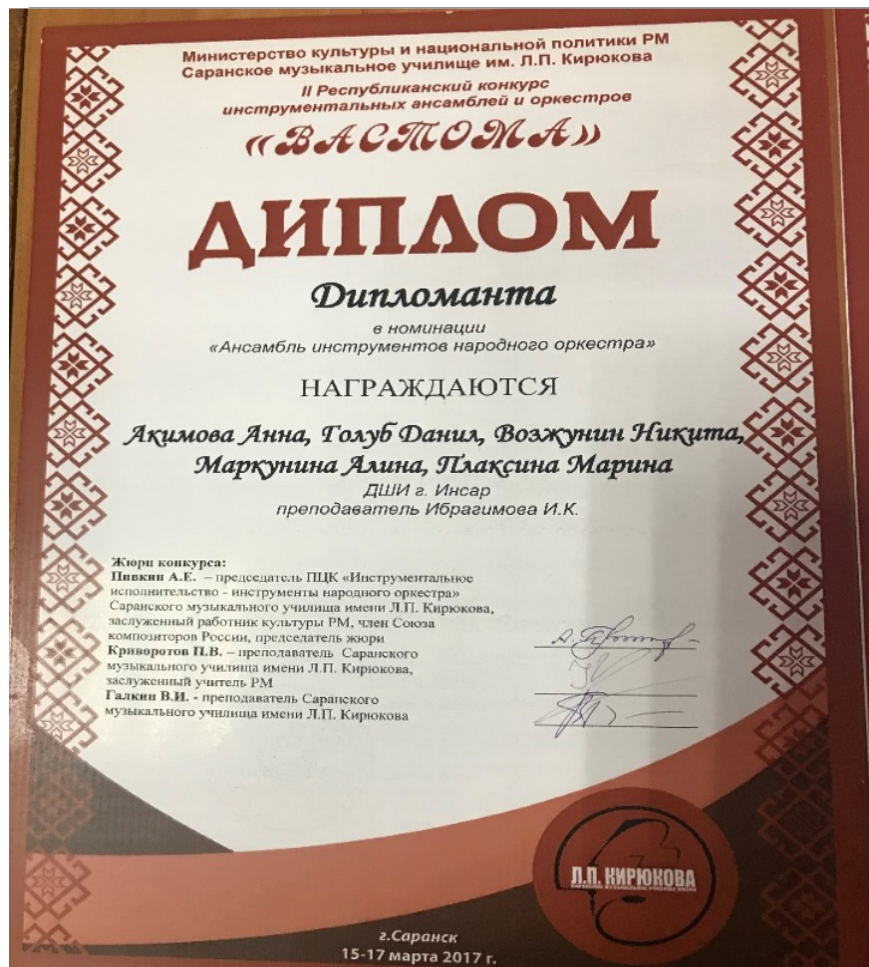 Министерство культуры и национальной политики РМ
Саранское музыкальное училище им. Л.П. Кирюкова
II Республиканский конкурс
инструментальных ансамблей и оркестров
«ВАСТОМА»
ДИПЛОМ
Дипломанта
в номинации
«Ансамбль инструментов народного оркестра»
НАГРАЖДАЮТСЯ
Акимова Анна, Голуб Данил, Возжунин Никита,
Маркунина Алина, Плаксина Марина
ДШИ г. Инсар
преподаватель Ибрагимова И.К.
Жюри конкурса:
Пивкин А.Е. – председатель ПЦК «Инструментальное
исполнительство - инструменты народного оркестра»
Саранского музыкального училища имени Л.П. Кирюкова,
заслуженный работник культуры РМ, член Союза
композиторов России, председатель жюри
Криворотов П.В. – преподаватель Саранского
музыкального училища имени Л.П. Кирюкова,
заслуженный учитель РМ
Галкин В.И. - преподаватель Саранского
музыкального училища имени Л.П. Кирюкова
Л.П. КИРЮКОВА
г.Саранск
15-17 марта 2017 г.